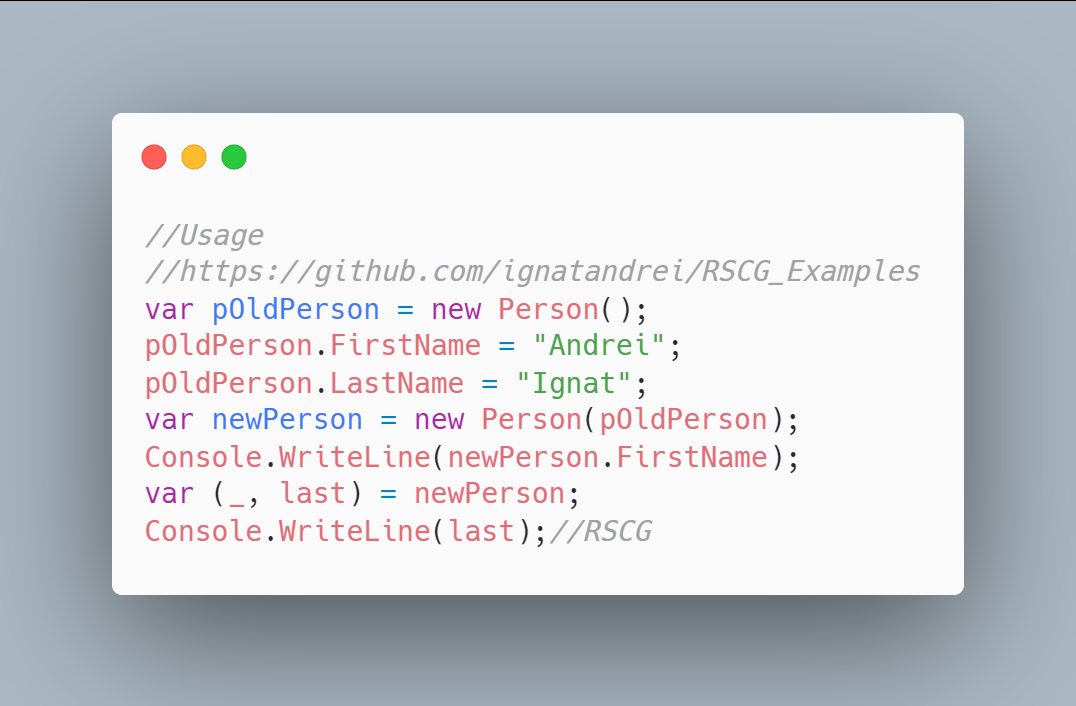 //Usage
//https://github.com/ignatandrei/RSCG_Examples
var pOldPerson = new Person();
pOldPerson.FirstName = "Andrei";
pOldPerson.LastName = "Ignat";
var newPerson = new Person(pOldPerson);
Console.WriteLine(newPerson.FirstName);
var (_, last) = newPerson;
Console.WriteLine(last);//RSCG